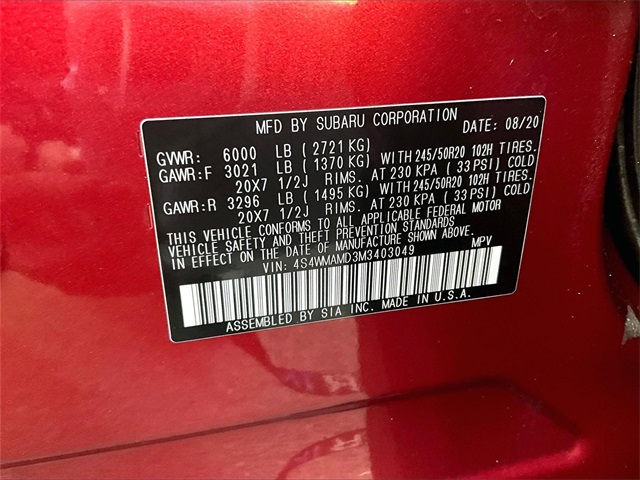 MFD BY SUBARU CORPORATION DATE: 08/20
GVWR: 6000 LB (2721 KG)
GAWR:F 3021 LB (1370 KG) WITH 245/50R20 102H TIRES.
20X7 1/2J RIMS. AT 230 KPA (33 PSI) COLD
GAWR:R 3296 LB (1495 KG) WITH 245/50R20 102H TIRES.
20X7 1/2J RIMS. AT 230 KPA (33 PSI) COLD
THIS VEHICLE CONFORMS TO ALL APPLICABLE FEDERAL MOTOR
VEHICLE SAFETY AND THEFT PREVENTION STANDARDS
IN EFFECT ON THE DATE OF MANUFACTURE SHOWN ABOVE.
VIN: 4S4WMAMD3M3403049 MPV
ASSEMBLED BY SIA INC. MADE IN U.S.A.